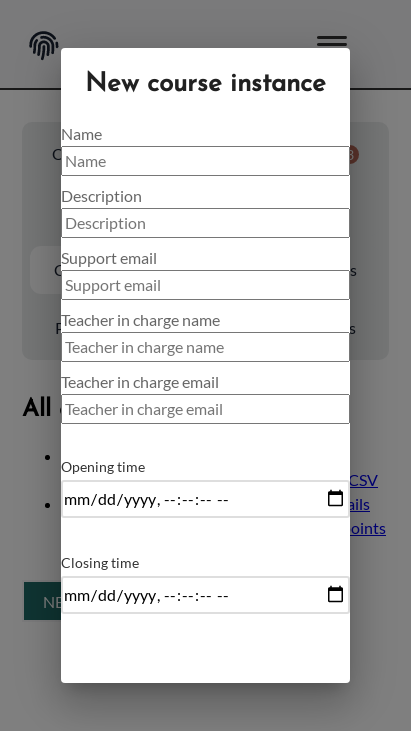 New course instance
Name
Name
Description
Description
Support email
Support email
Teacher in charge name
Teacher in charge name
Teacher in charge email
Teacher in charge email
All
CSV
Opening time
mm/dd/yyyy, --:--:-- --
Closing time
mm/dd/yyyy, --:--:-- --